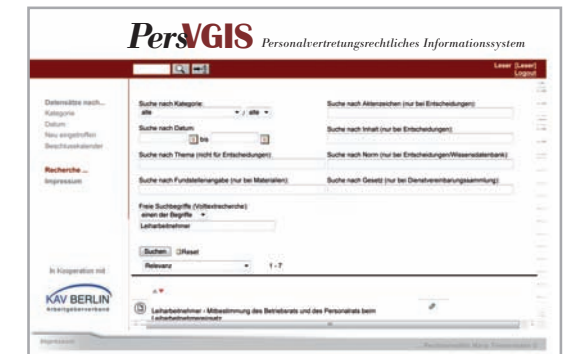 PersVGIS Personalvertretungsrechtliches Informationssystem
Leser [Leser]
Logout
Datensätze nach...
Kategorie
Datum
Neu eingetroffen
Beschlusskalender
Recherche ...
Impressum
In Kooperation mit
KAV BERLIN
Arbeitgeberverband
Suche nach Kategorie:
alle / alle
Suche nach Datum:
bis
Suche nach Thema (nicht für Entscheidungen):
Suche nach Fundstellenangabe (nur bei Materialien):
Suche nach Aktenzeichen (nur bei Entscheidungen):
Suche nach Inhalt (nur bei Entscheidungen):
Suche nach Norm (nur bei Entscheidungen/Wissensdatenbank):
Suche nach Gesetz (nur bei Dienstvereinbarungssammlung):
Freie Suchbegriffe (Volltextrecherche):
einen der Begriffe
Leiharbeitnehmer
Suchen Reset
Relevanz 1 - 7
Leiharbeitnehmer - Mitbestimmung des Betriebsrats und des Personalrats beim
Leiharbeitnehmereinsatz
Impressum